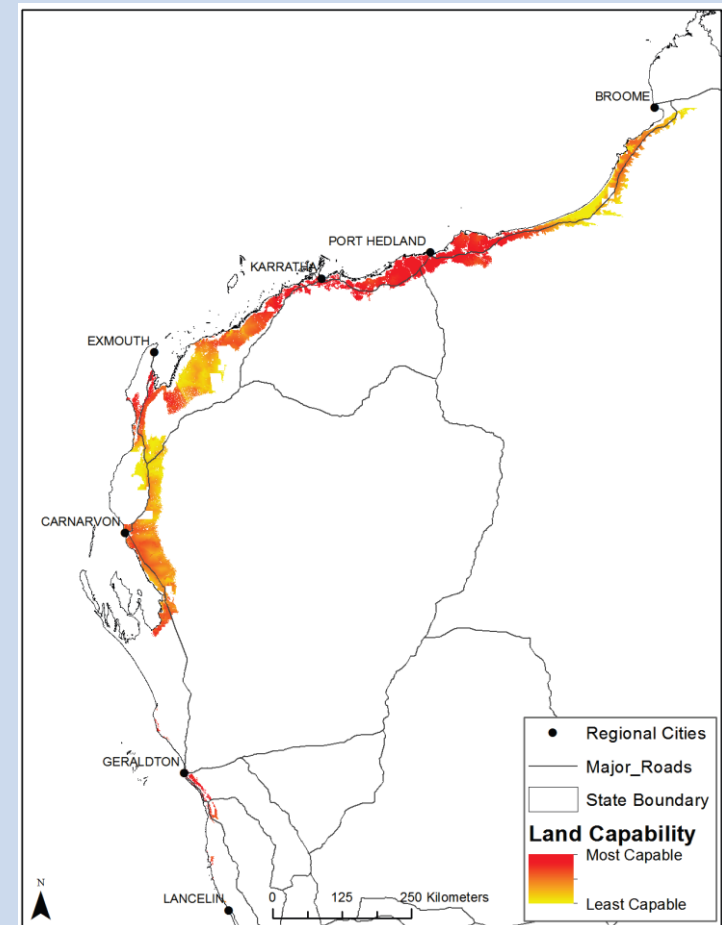 BROOME
PORT HEDLAND
KARRATHA
EXMOUTH
CARNARVON
GERALDTON
LANCELIN
Regional Cities
Major_Roads
State Boundary
Land Capability
Most Capable
Least Capable
N
0 125 250 Kilometers